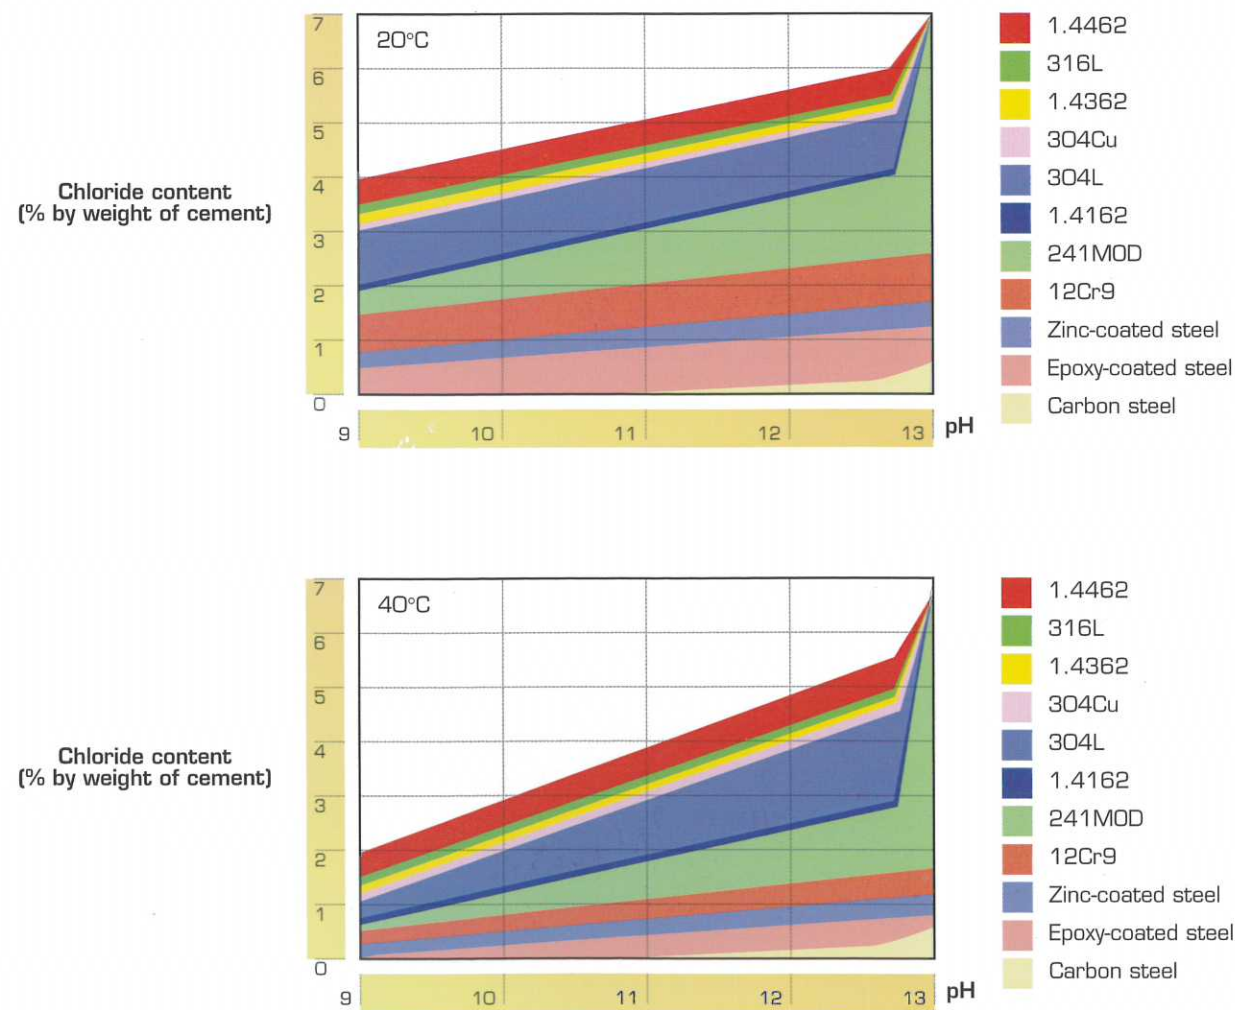 7
20°C
6
5
4
Chloride content
(% by weight of cement)
3
2
1
0
9 10 11 12 13 pH
1.4462
316L
1.4362
304Cu
304L
1.4162
241MOD
12Cr9
Zinc-coated steel
Epoxy-coated steel
Carbon steel
7
40°C
6
5
4
Chloride content
(% by weight of cement)
3
2
1
0
9 10 11 12 13 pH
1.4462
316L
1.4362
304Cu
304L
1.4162
241MOD
12Cr9
Zinc-coated steel
Epoxy-coated steel
Carbon steel